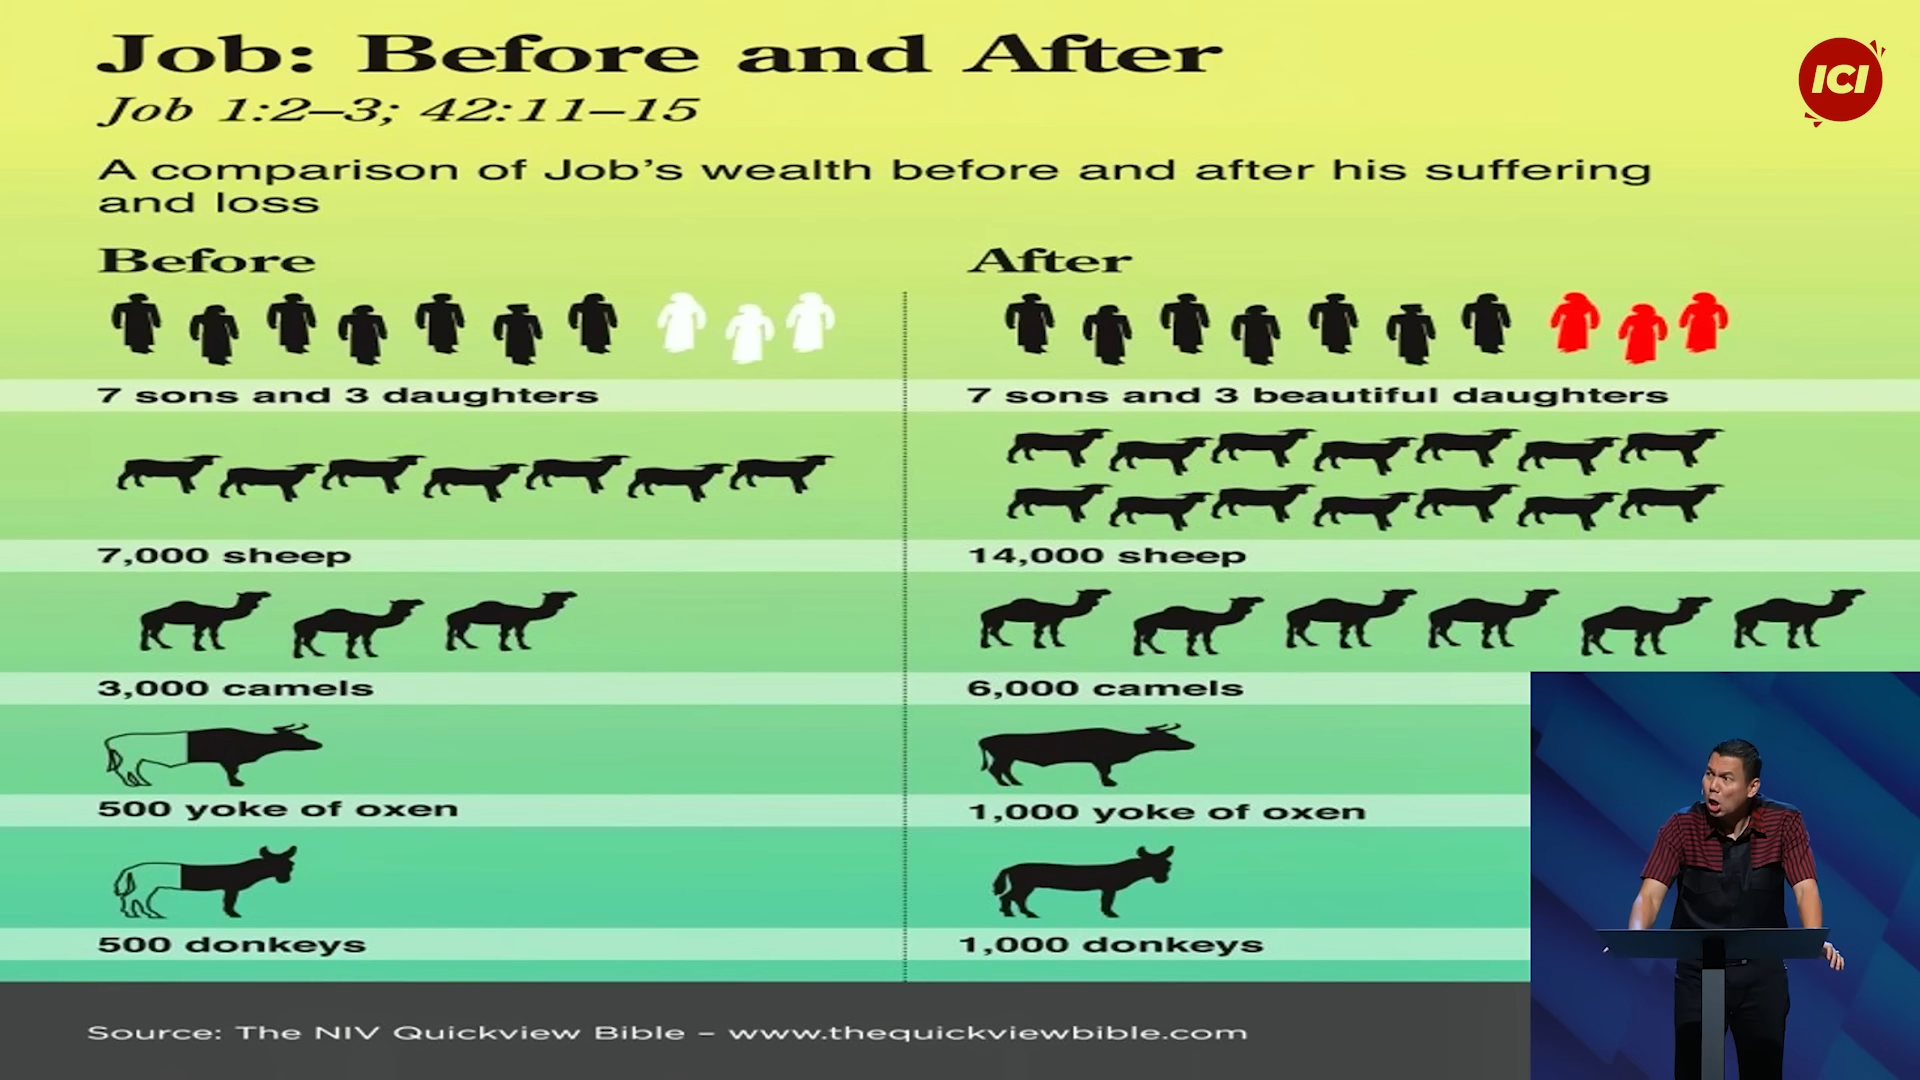 Job: Before and After
ICI
Job 1:2–3; 42:11–15
A comparison of Job's wealth before and after his suffering
and loss
Before
After
7 sons and 3 daughters
7 sons and 3 beautiful daughters
7,000 sheep
14,000 sheep
3,000 camels
6,000 camels
500 yoke of oxen
1,000 yoke of oxen
500 donkeys
1,000 donkeys
Source: The NIV Quickview Bible – www.thequickviewbible.com